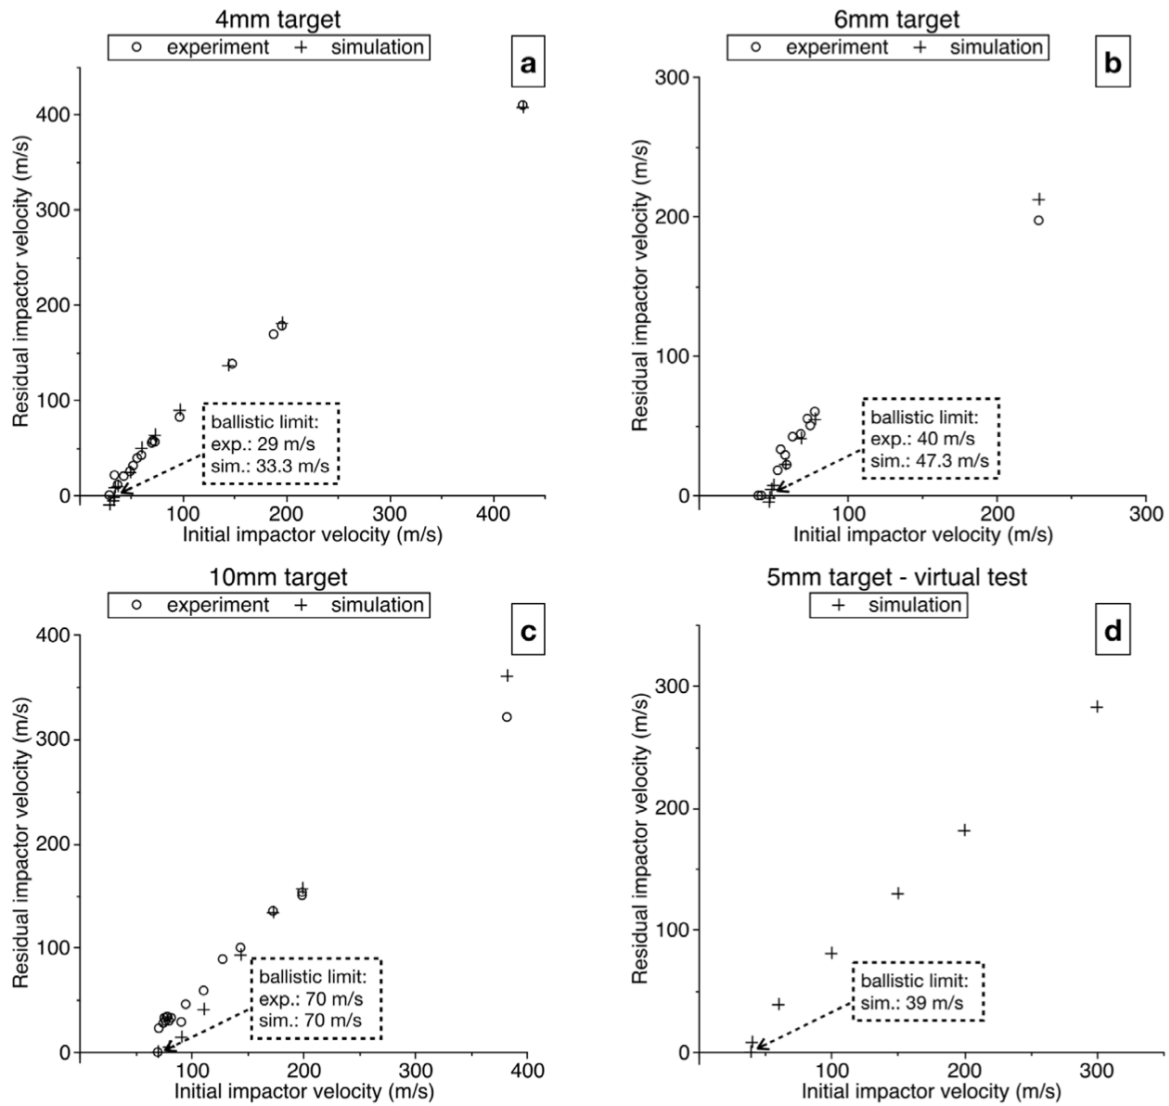 4mm target
experiment simulation
a
Residual impactor velocity (m/s)
400
300
200
100
0
ballistic limit:
exp.: 29 m/s
sim.: 33.3 m/s
100 200 300 400
Initial impactor velocity (m/s)
6mm target
experiment simulation
b
Residual impactor velocity (m/s)
300
200
100
0
ballistic limit:
exp.: 40 m/s
sim.: 47.3 m/s
100 200 300
Initial impactor velocity (m/s)
10mm target
experiment simulation
c
Residual impactor velocity (m/s)
400
300
200
100
0
ballistic limit:
exp.: 70 m/s
sim.: 70 m/s
100 200 300 400
Initial impactor velocity (m/s)
5mm target - virtual test
simulation
d
Residual impactor velocity (m/s)
300
200
100
0
ballistic limit:
sim.: 39 m/s
100 200 300
Initial impactor velocity (m/s)